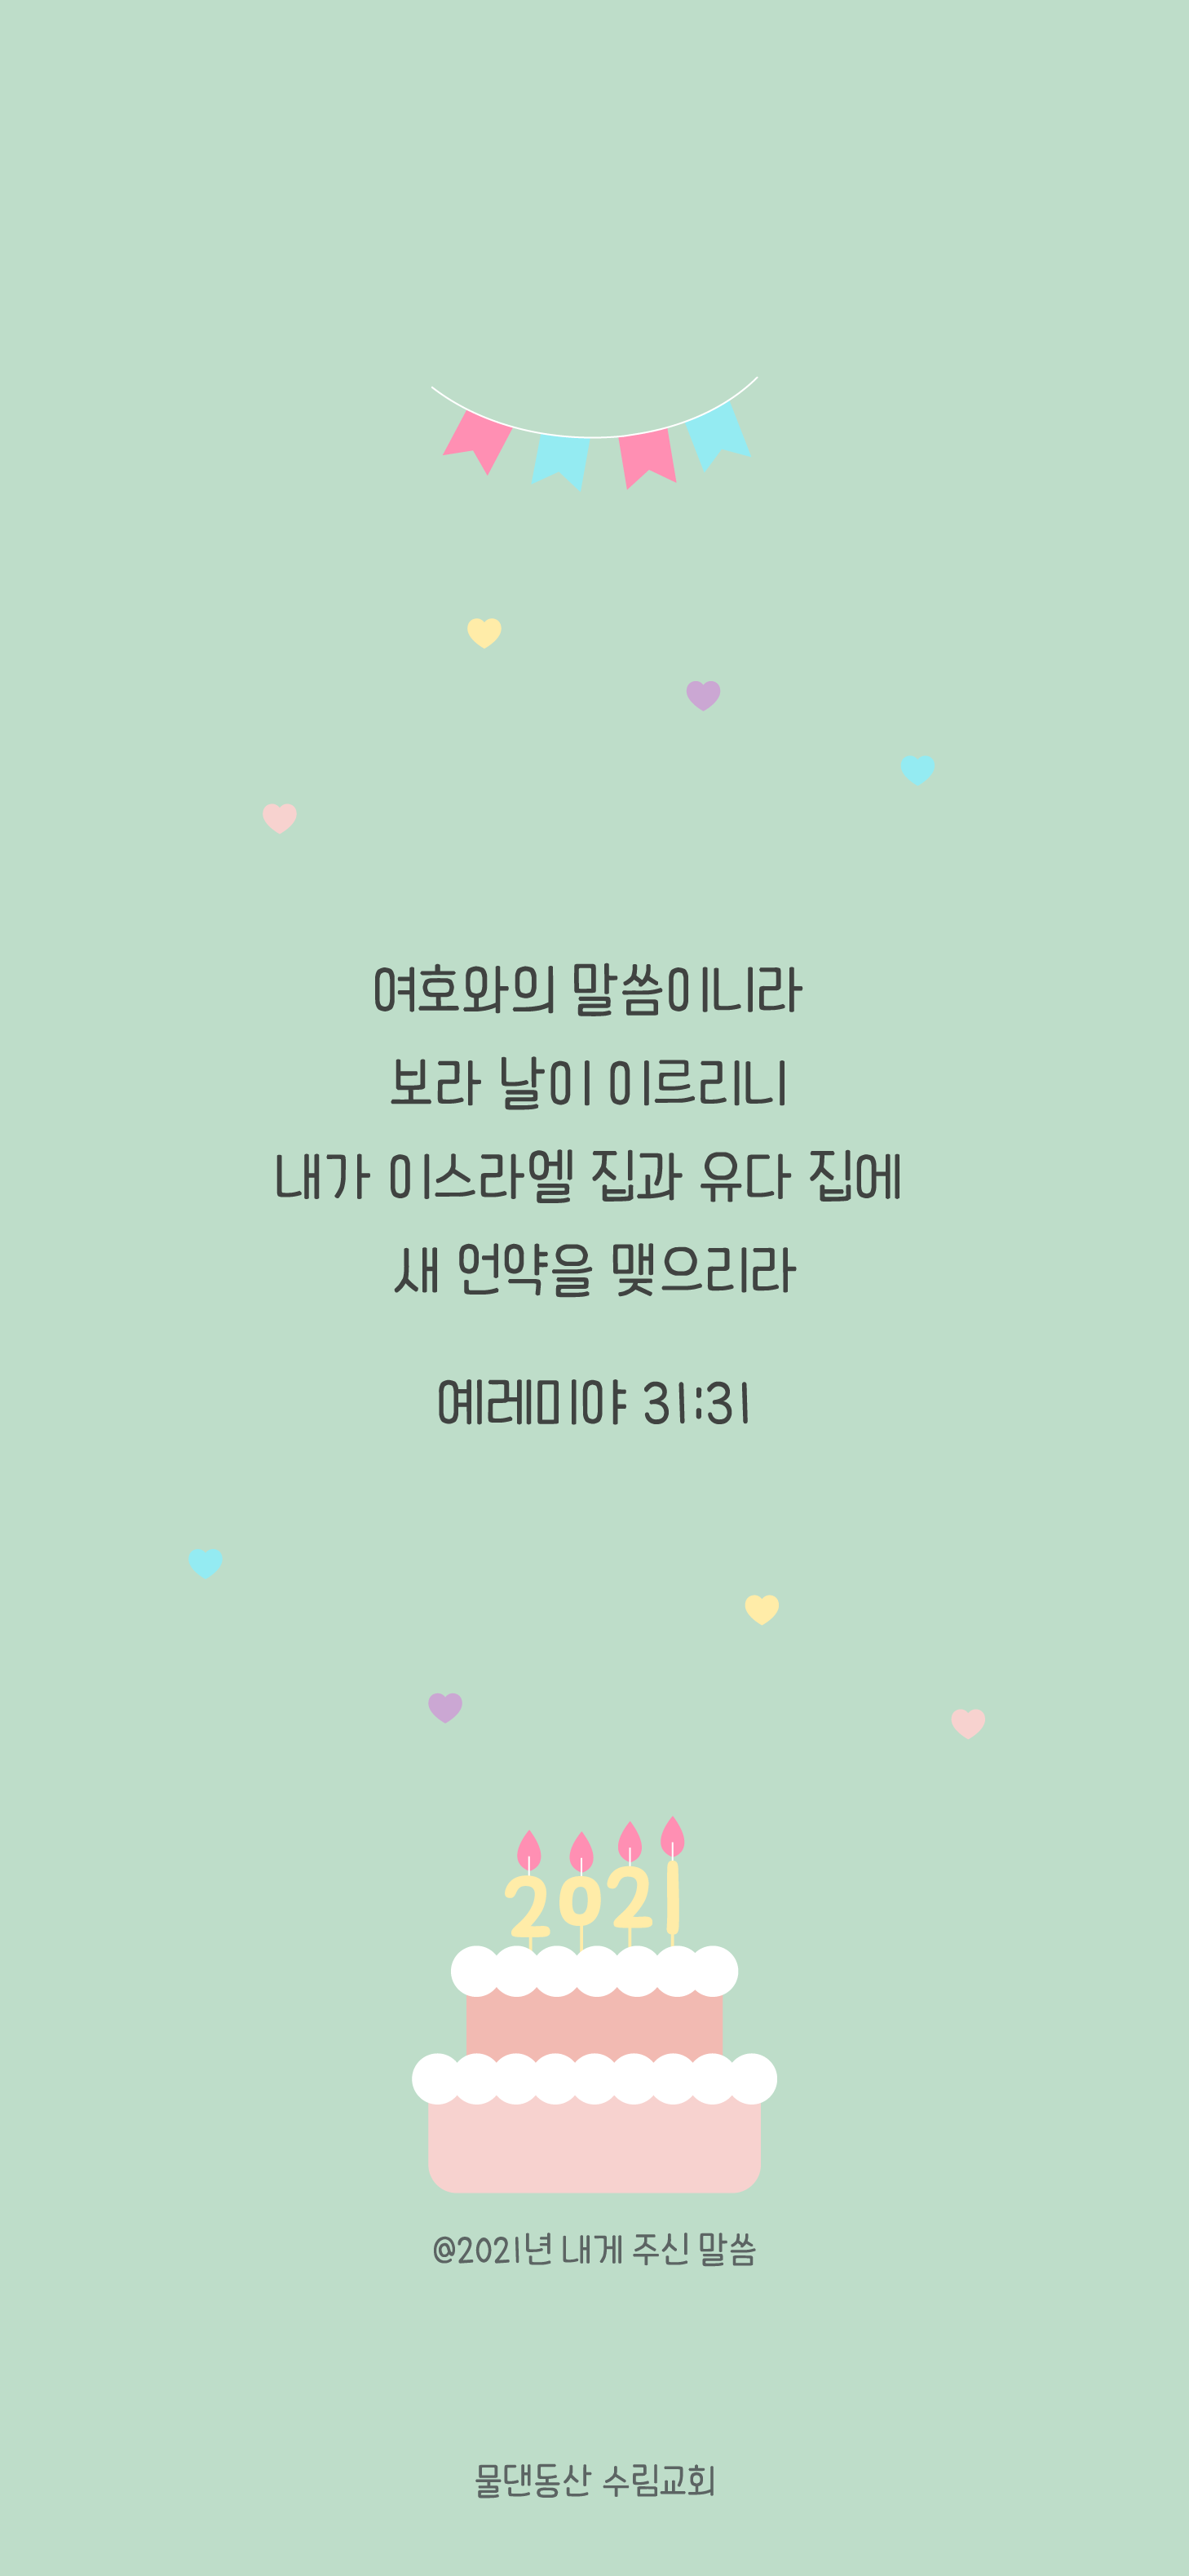 여호와의 말씀이니라
보라 날이 이르리니
내가 이스라엘 집과 유다 집에
새 언약을 맺으리라
예레미야 31:31
2021
@2021년 내게 주신 말씀
물댄동산 수림교회